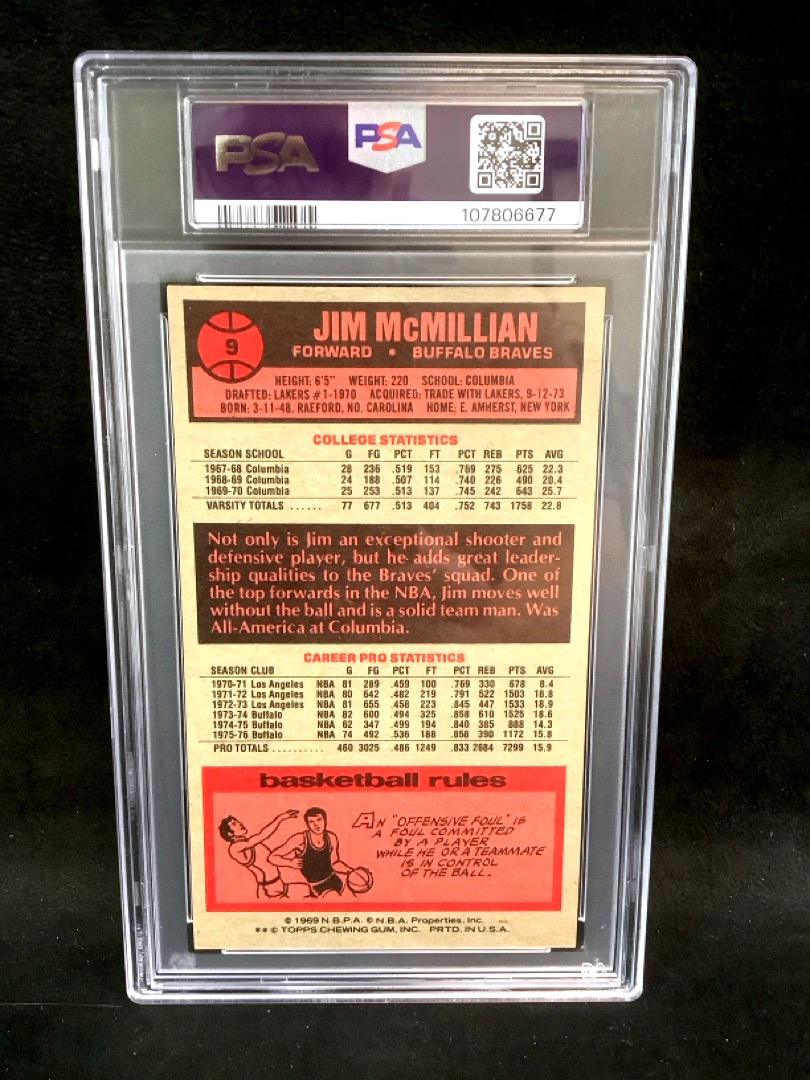 PSA PSA
107806677
9
JIM McMILLIAN
FORWARD • BUFFALO BRAVES
HEIGHT: 6'5" WEIGHT: 220 SCHOOL: COLUMBIA
DRAFTED: LAKERS #1-1970 ACQUIRED: TRADE WITH LAKERS, 9-12-73
BORN: 3-11-48, RAEFORD, NO. CAROLINA HOME: E. AMHERST, NEW YORK
COLLEGE STATISTICS
SEASON SCHOOL G FG PCT FT PCT REB PTS AVG
1967-68 Columbia 28 236 .519 153 .769 275 625 22.3
1968-69 Columbia 24 188 .507 114 .740 226 490 20.4
1969-70 Columbia 25 253 .513 137 .745 242 643 25.7
VARSITY TOTALS ...... 77 677 .513 404 .752 743 1758 22.8
Not only is Jim an exceptional shooter and
defensive player, but he adds great leader-
ship qualities to the Braves' squad. One of
the top forwards in the NBA, Jim moves well
without the ball and is a solid team man. Was
All-America at Columbia.
CAREER PRO STATISTICS
SEASON CLUB G FG PCT FT PCT REB PTS AVG
1970-71 Los Angeles NBA 81 289 .459 100 .769 330 678 8.4
1971-72 Los Angeles NBA 80 642 .482 219 .791 522 1503 18.8
1972-73 Los Angeles NBA 81 655 .458 223 .845 447 1533 18.9
1973-74 Buffalo NBA 82 600 .494 325 .858 610 1525 18.6
1974-75 Buffalo NBA 62 347 .499 194 .840 385 888 14.3
1975-76 Buffalo NBA 74 492 .536 188 .858 390 1172 15.8
PRO TOTALS .......... 460 3025 .486 1249 .833 2684 7299 15.9
basketball rules
AN "OFFENSIVE FOUL" IS
A FOUL COMMITTED
BY A PLAYER
WHILE HE OR A TEAMMATE
IS IN CONTROL
OF THE BALL.
© 1969 N.B.P.A. © N.B.A. Properties, Inc.
** © TOPPS CHEWING GUM, INC. PRTD. IN U.S.A.